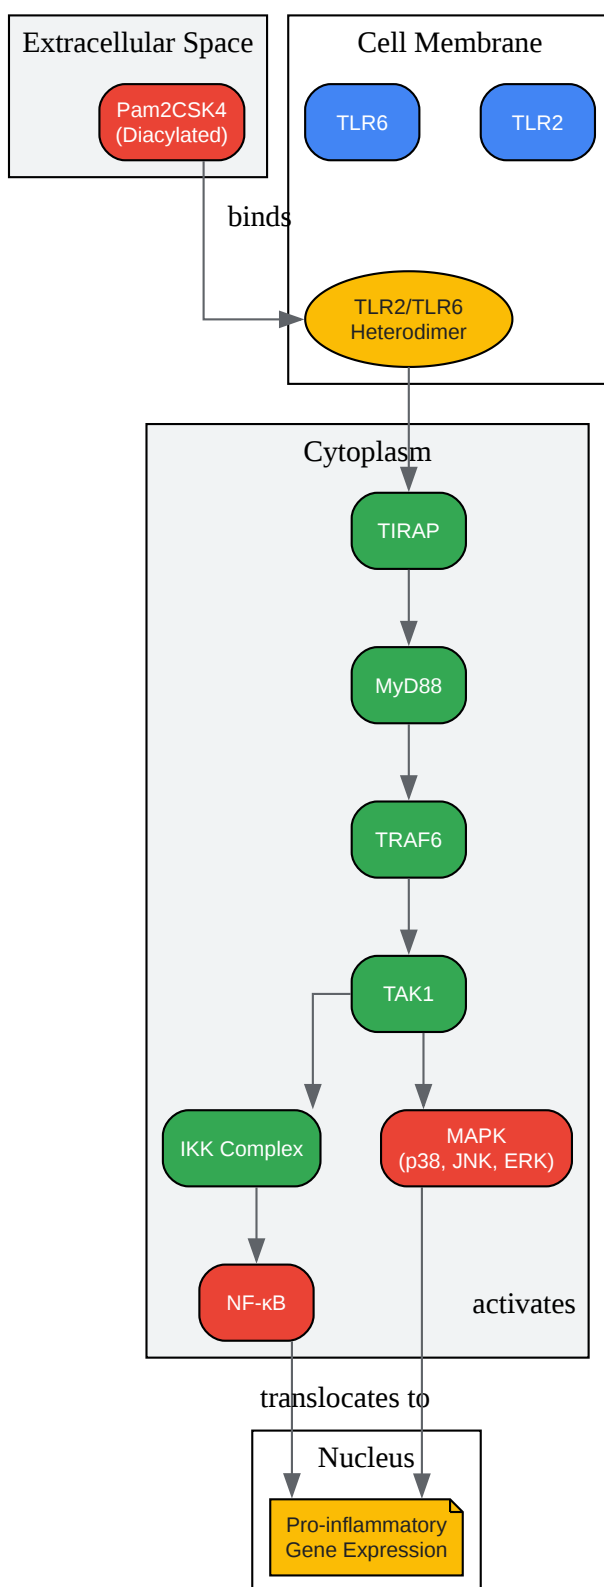 Extracellular Space
Cell Membrane
Pam2CSK4
(Diacylated)
TLR6
TLR2
binds
TLR2/TLR6
Heterodimer
Cytoplasm
TIRAP
MyD88
TRAF6
TAK1
IKK Complex
MAPK
(p38, JNK, ERK)
NF-κB
activates
translocates to
Nucleus
Pro-inflammatory
Gene Expression